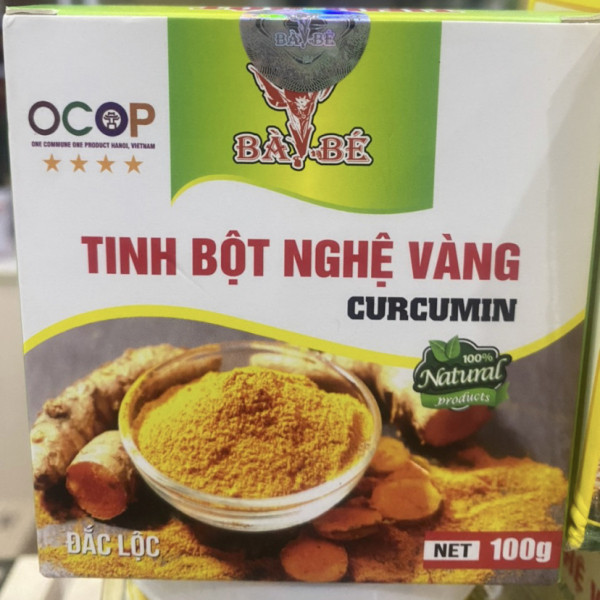 BÀ BÉ
OCOP
ONE COMMUNE ONE PRODUCT HANOI, VIETNAM
BÀ BÉ
TINH BỘT NGHỆ VÀNG
CURCUMIN
100%
Natural
products
ĐẮC LỘC
NET 100g